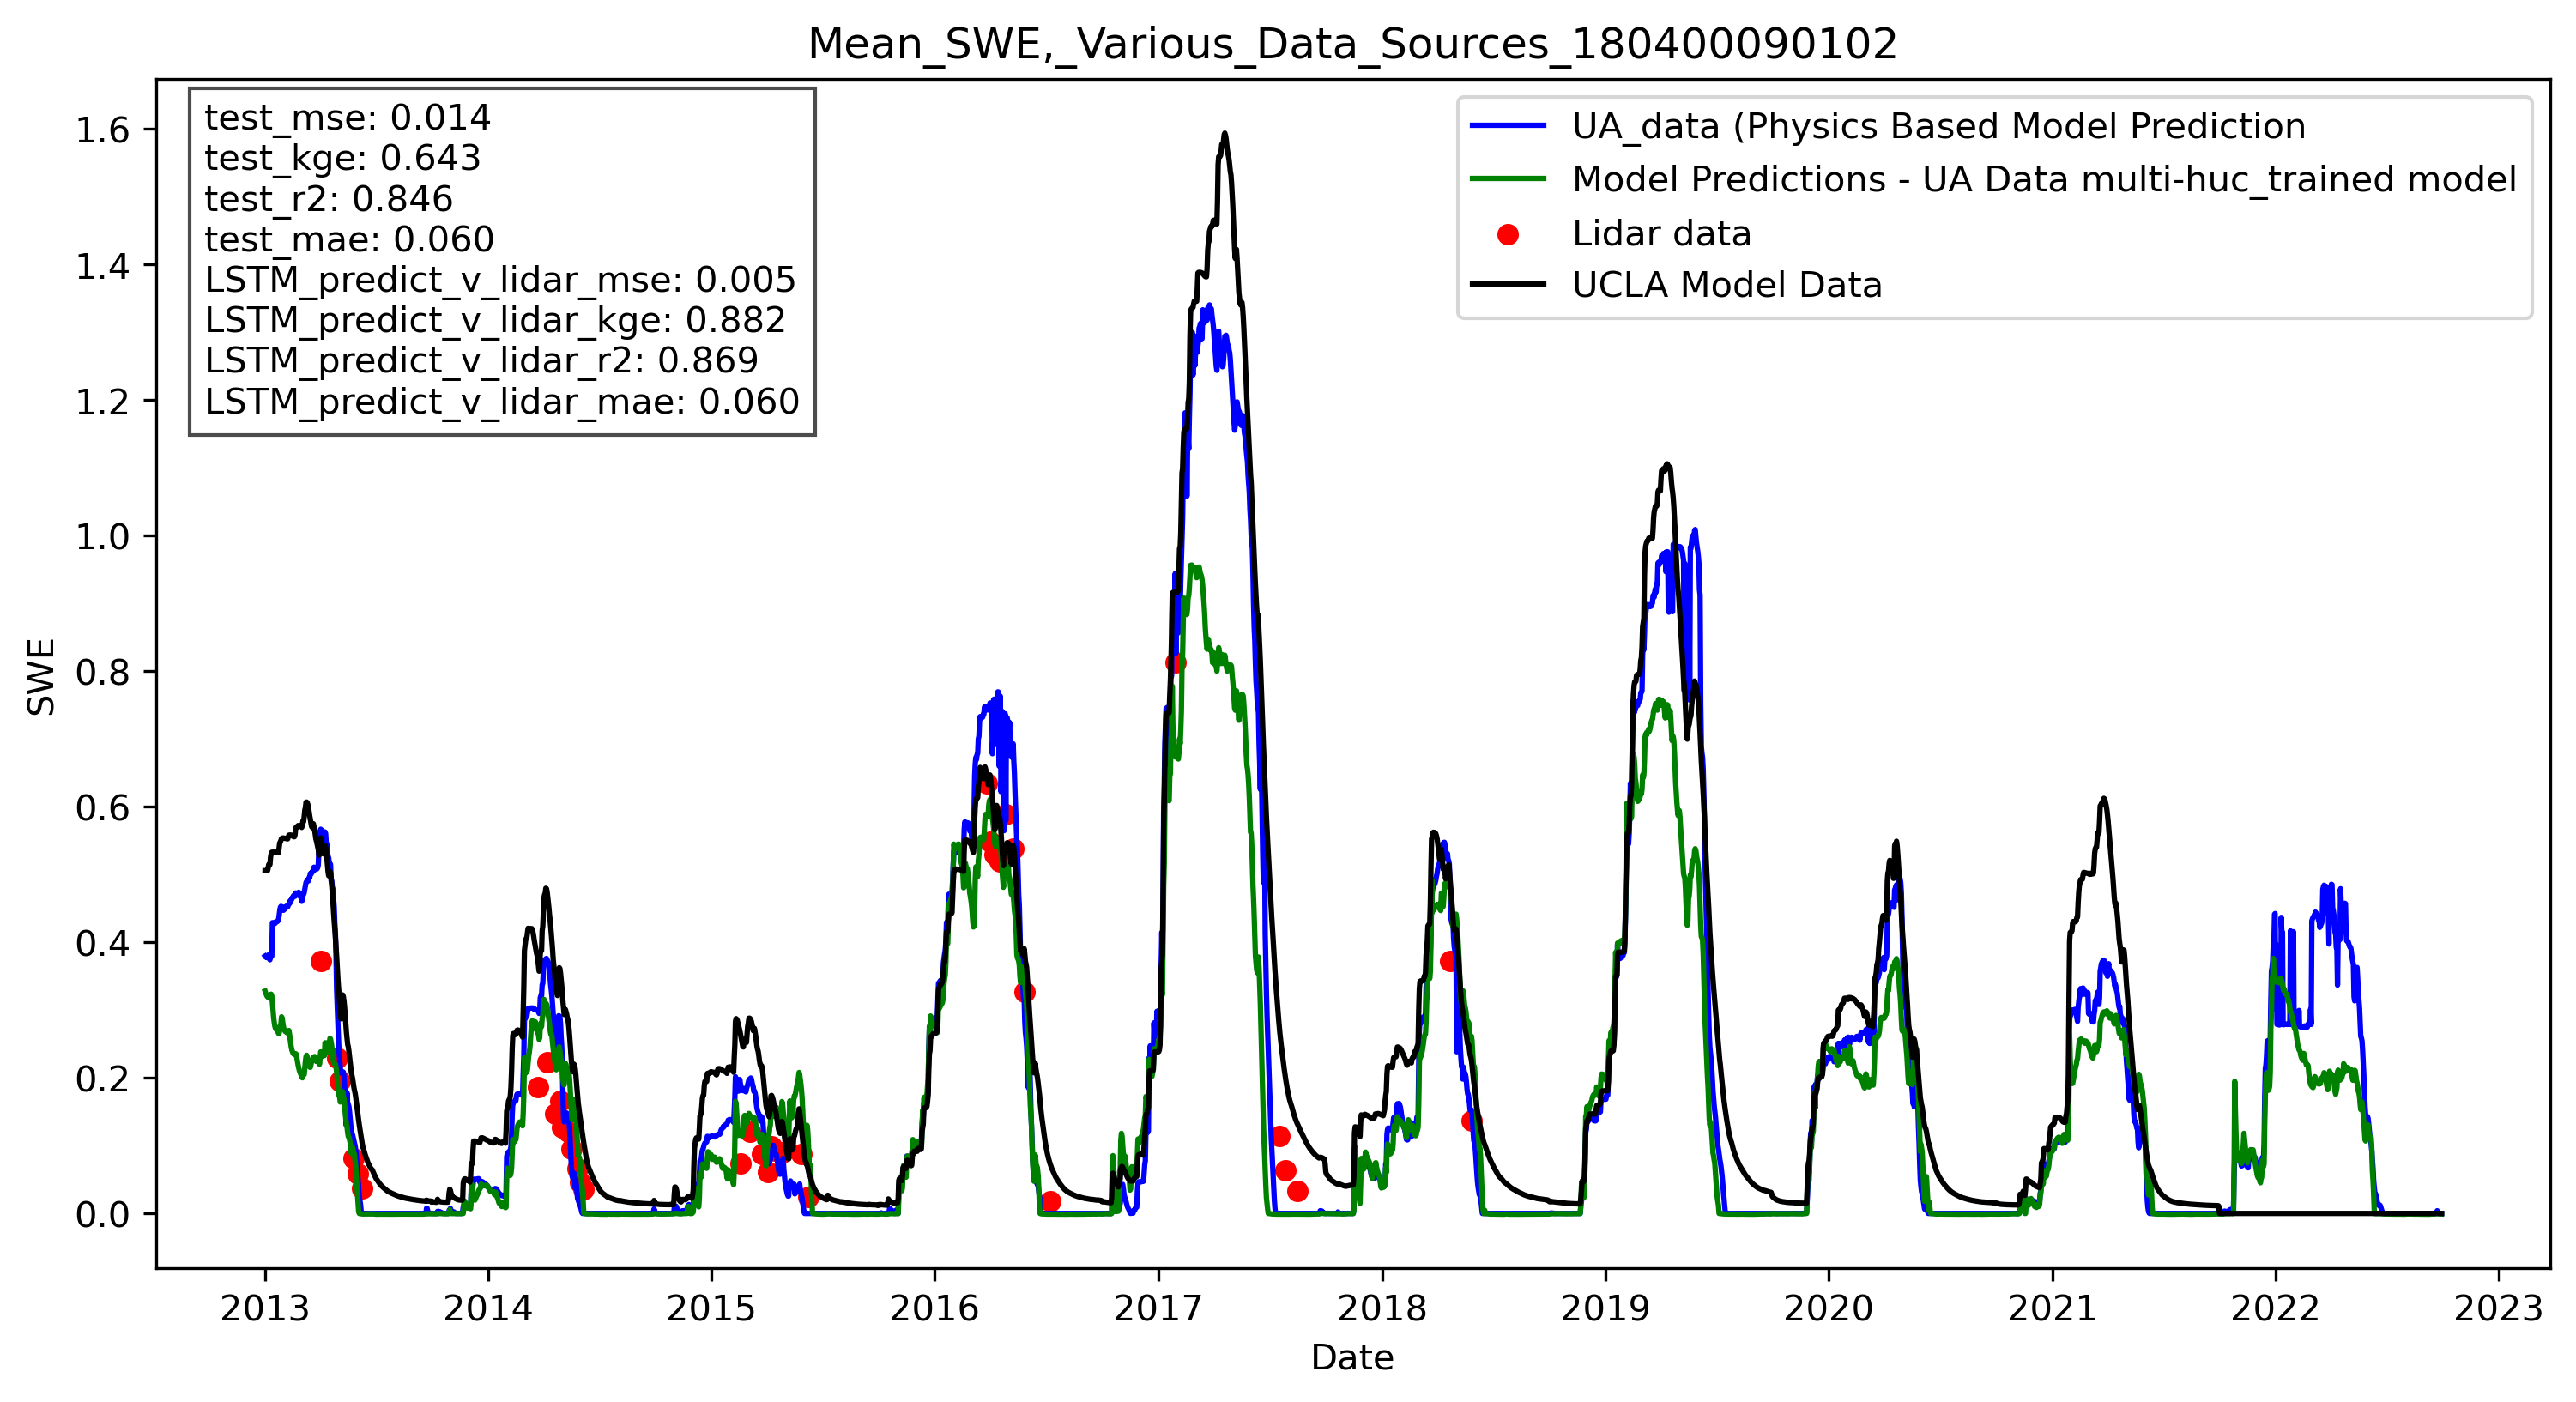 Mean_SWE,_Various_Data_Sources_180400090102
test_mse: 0.014
test_kge: 0.643
test_r2: 0.846
test_mae: 0.060
LSTM_predict_v_lidar_mse: 0.005
LSTM_predict_v_lidar_kge: 0.882
LSTM_predict_v_lidar_r2: 0.869
LSTM_predict_v_lidar_mae: 0.060
UA_data (Physics Based Model Prediction
Model Predictions - UA Data multi-huc_trained model
Lidar data
UCLA Model Data
1.6
1.4
1.2
1.0
0.8
0.6
0.4
0.2
0.0
SWE
2013 2014 2015 2016 2017 2018 2019 2020 2021 2022 2023
Date